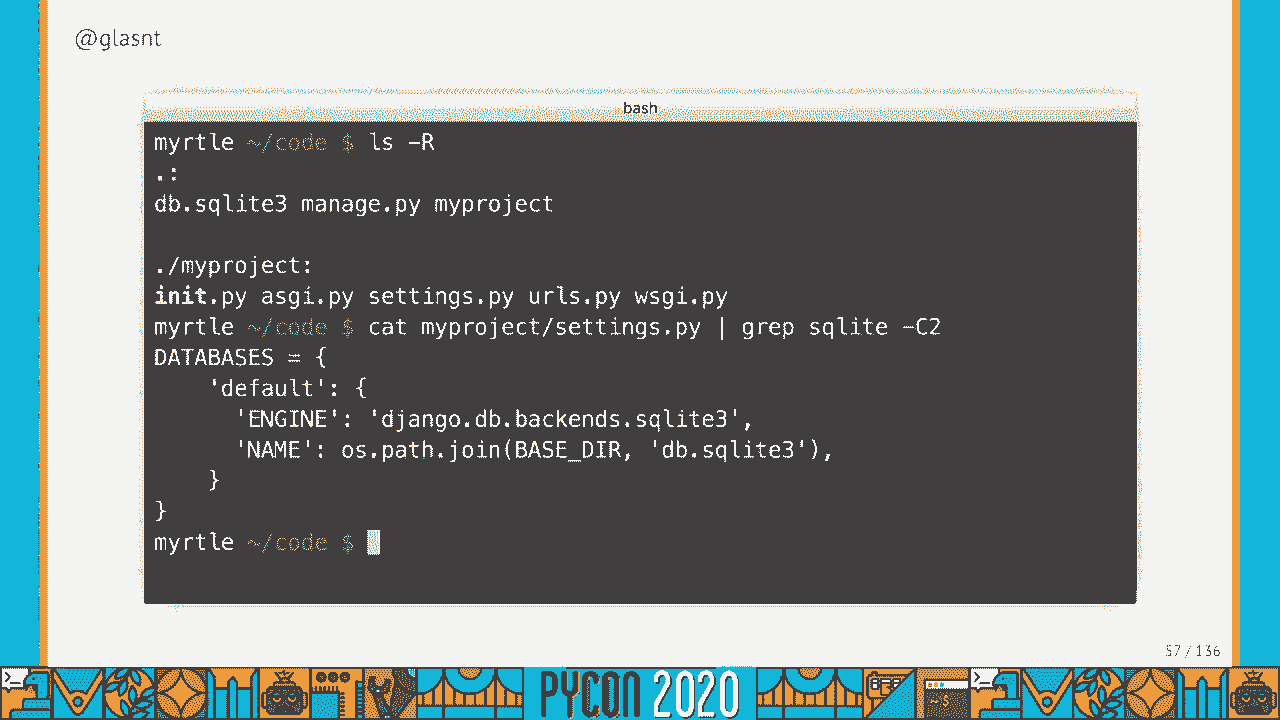 @glasnt
bash
myrtle ~/code $ ls -R
.:
db.sqlite3 manage.py myproject
./myproject:
init.py asgi.py settings.py urls.py wsgi.py
myrtle ~/code $ cat myproject/settings.py | grep sqlite -C2
DATABASES = {
    'default': {
      'ENGINE': 'django.db.backends.sqlite3',
      'NAME': os.path.join(BASE_DIR, 'db.sqlite3'),
    }
}
myrtle ~/code $
57 / 136
PYCON 2020